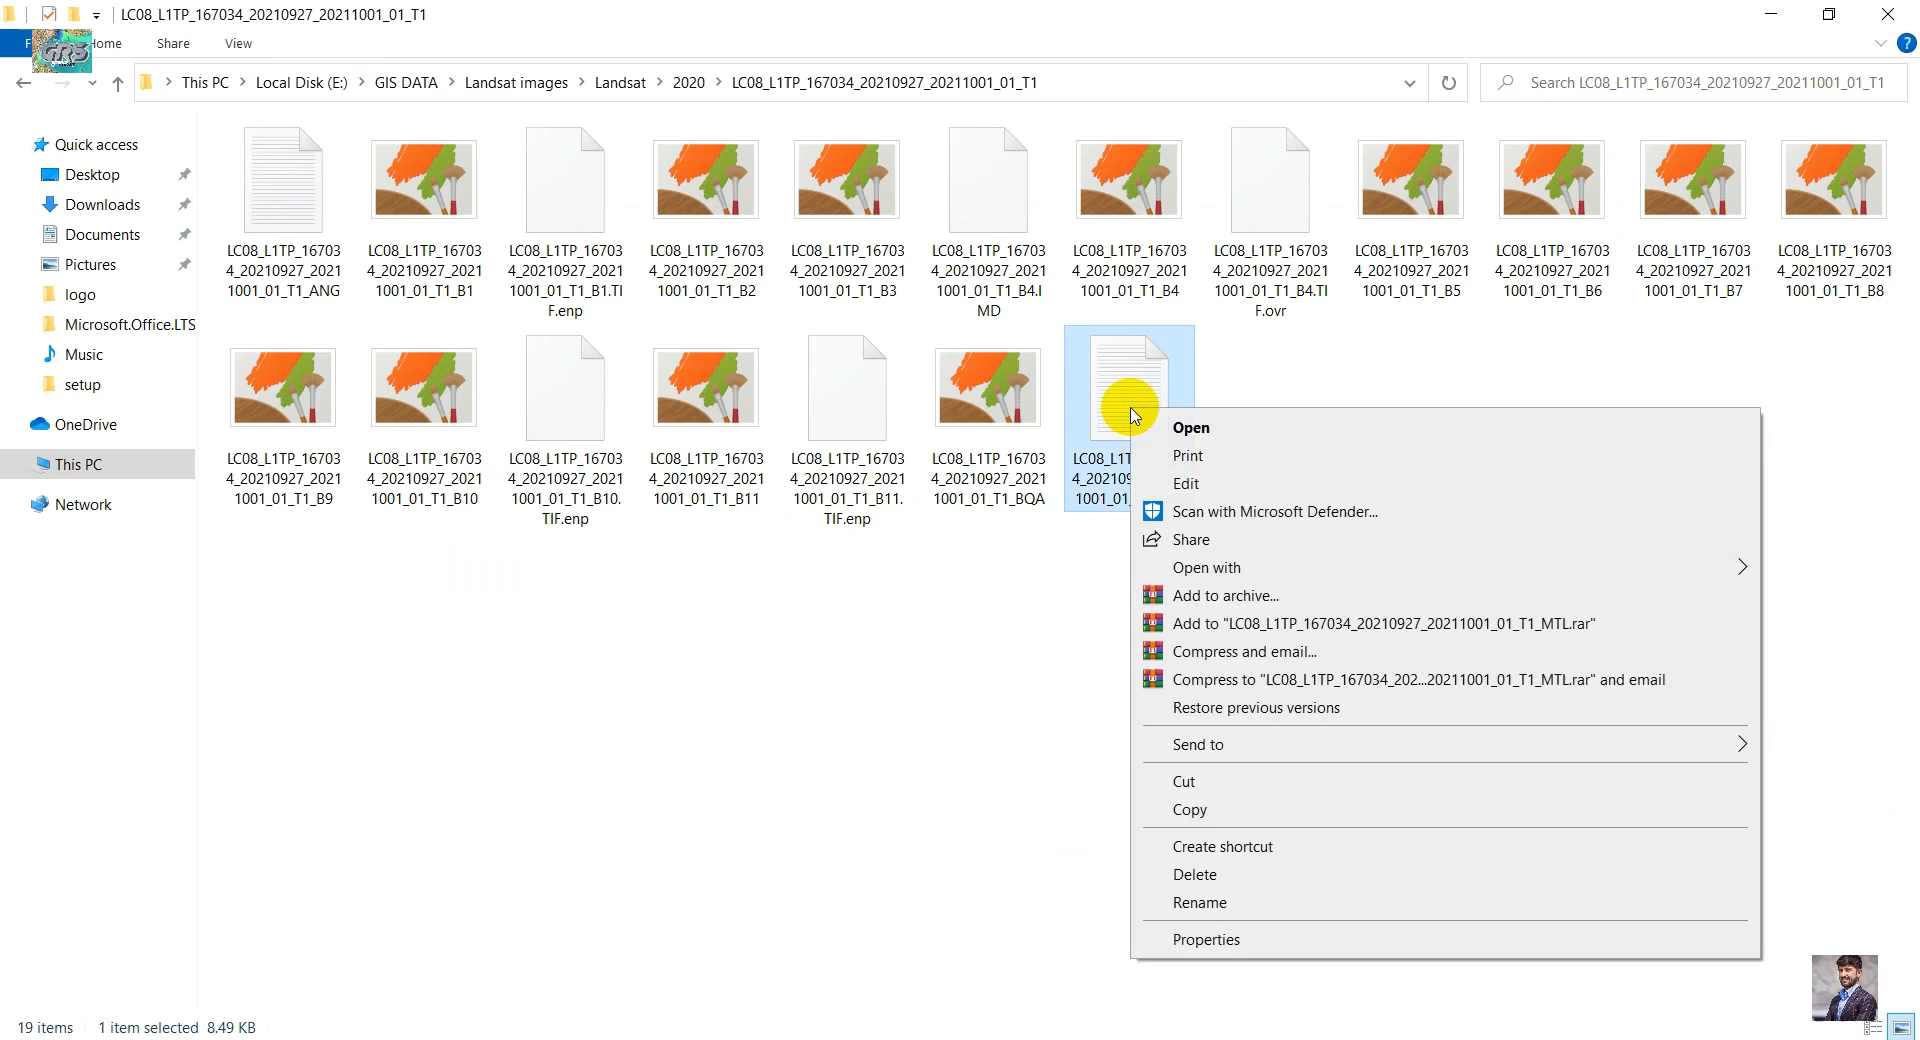 LC08_L1TP_167034_20210927_20211001_01_T1
F
Home
Share
View
GRS
?
This PC
Local Disk (E:)
GIS DATA
Landsat images
Landsat
2020
LC08_L1TP_167034_20210927_20211001_01_T1
Search LC08_L1TP_167034_20210927_20211001_01_T1
Quick access
Desktop
Downloads
Documents
Pictures
logo
Microsoft.Office.LTS
Music
setup
OneDrive
This PC
Network
LC08_L1TP_16703
4_20210927_2021
1001_01_T1_ANG
LC08_L1TP_16703
4_20210927_2021
1001_01_T1_B1
LC08_L1TP_16703
4_20210927_2021
1001_01_T1_B1.TI
F.enp
LC08_L1TP_16703
4_20210927_2021
1001_01_T1_B2
LC08_L1TP_16703
4_20210927_2021
1001_01_T1_B3
LC08_L1TP_16703
4_20210927_2021
1001_01_T1_B4.I
MD
LC08_L1TP_16703
4_20210927_2021
1001_01_T1_B4
LC08_L1TP_16703
4_20210927_2021
1001_01_T1_B4.TI
F.ovr
LC08_L1TP_16703
4_20210927_2021
1001_01_T1_B5
LC08_L1TP_16703
4_20210927_2021
1001_01_T1_B6
LC08_L1TP_16703
4_20210927_2021
1001_01_T1_B7
LC08_L1TP_16703
4_20210927_2021
1001_01_T1_B8
LC08_L1TP_16703
4_20210927_2021
1001_01_T1_B9
LC08_L1TP_16703
4_20210927_2021
1001_01_T1_B10
LC08_L1TP_16703
4_20210927_2021
1001_01_T1_B10.
TIF.enp
LC08_L1TP_16703
4_20210927_2021
1001_01_T1_B11
LC08_L1TP_16703
4_20210927_2021
1001_01_T1_B11.
TIF.enp
LC08_L1TP_16703
4_20210927_2021
1001_01_T1_BQA
LC08_L1T
4_202109
1001_01_
Open
Print
Edit
Scan with Microsoft Defender...
Share
Open with
Add to archive...
Add to "LC08_L1TP_167034_20210927_20211001_01_T1_MTL.rar"
Compress and email...
Compress to "LC08_L1TP_167034_202...20211001_01_T1_MTL.rar" and email
Restore previous versions
Send to
Cut
Copy
Create shortcut
Delete
Rename
Properties
19 items
1 item selected 8.49 KB